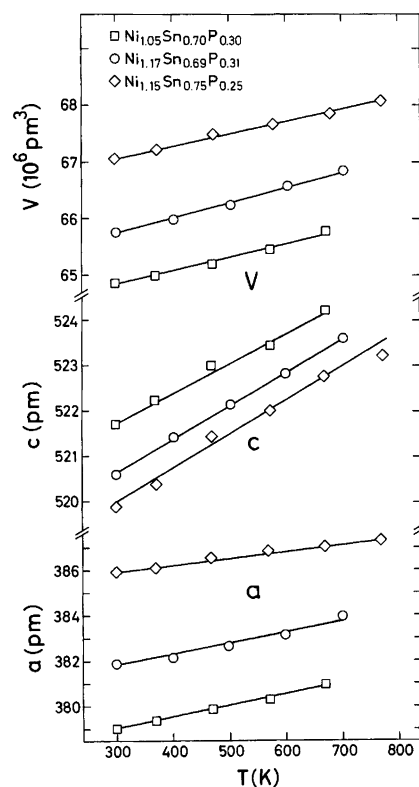 □ Ni1.05Sn0.70P0.30
○ Ni1.17Sn0.69P0.31
◇ Ni1.15Sn0.75P0.25
68
67
66
65
V (10^6 pm^3)
V
524
523
522
521
520
c (pm)
c
386
384
382
380
a (pm)
a
300 400 500 600 700 800
T(K)